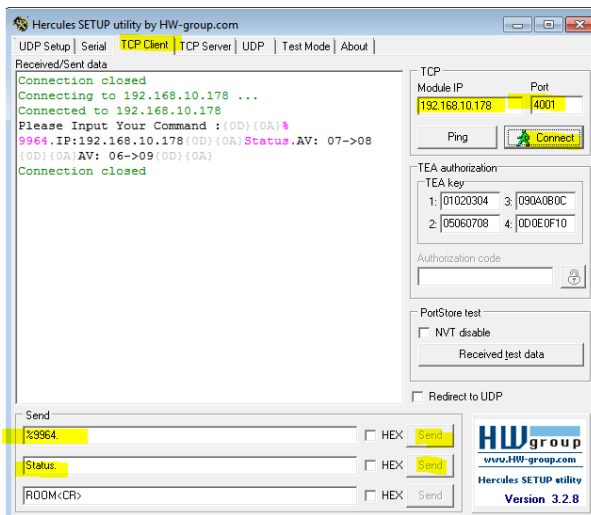 Hercules SETUP utility by HW-group.com
UDP Setup Serial TCP Client TCP Server UDP Test Mode About
Received/Sent data
Connection closed
Connecting to 192.168.10.178 ...
Connected to 192.168.10.178
Please Input Your Command :{0D}{0A}%
9964.IP:192.168.10.178{0D}{0A}Status.AV: 07->08
{0D}{0A}AV: 06->09{0D}{0A}
Connection closed
TCP
Module IP Port
192.168.10.178 4001
Ping Connect
TEA authorization
TEA key
1: 01020304 3: 090A0B0C
2: 05060708 4: 0D0E0F10
Authorization code
PortStore test
NVT disable
Received test data
Redirect to UDP
Send
%9964. HEX Send
Status. HEX Send
ROOM<CR> HEX Send
HW group
www.HW-group.com
Hercules SETUP utility
Version 3.2.8